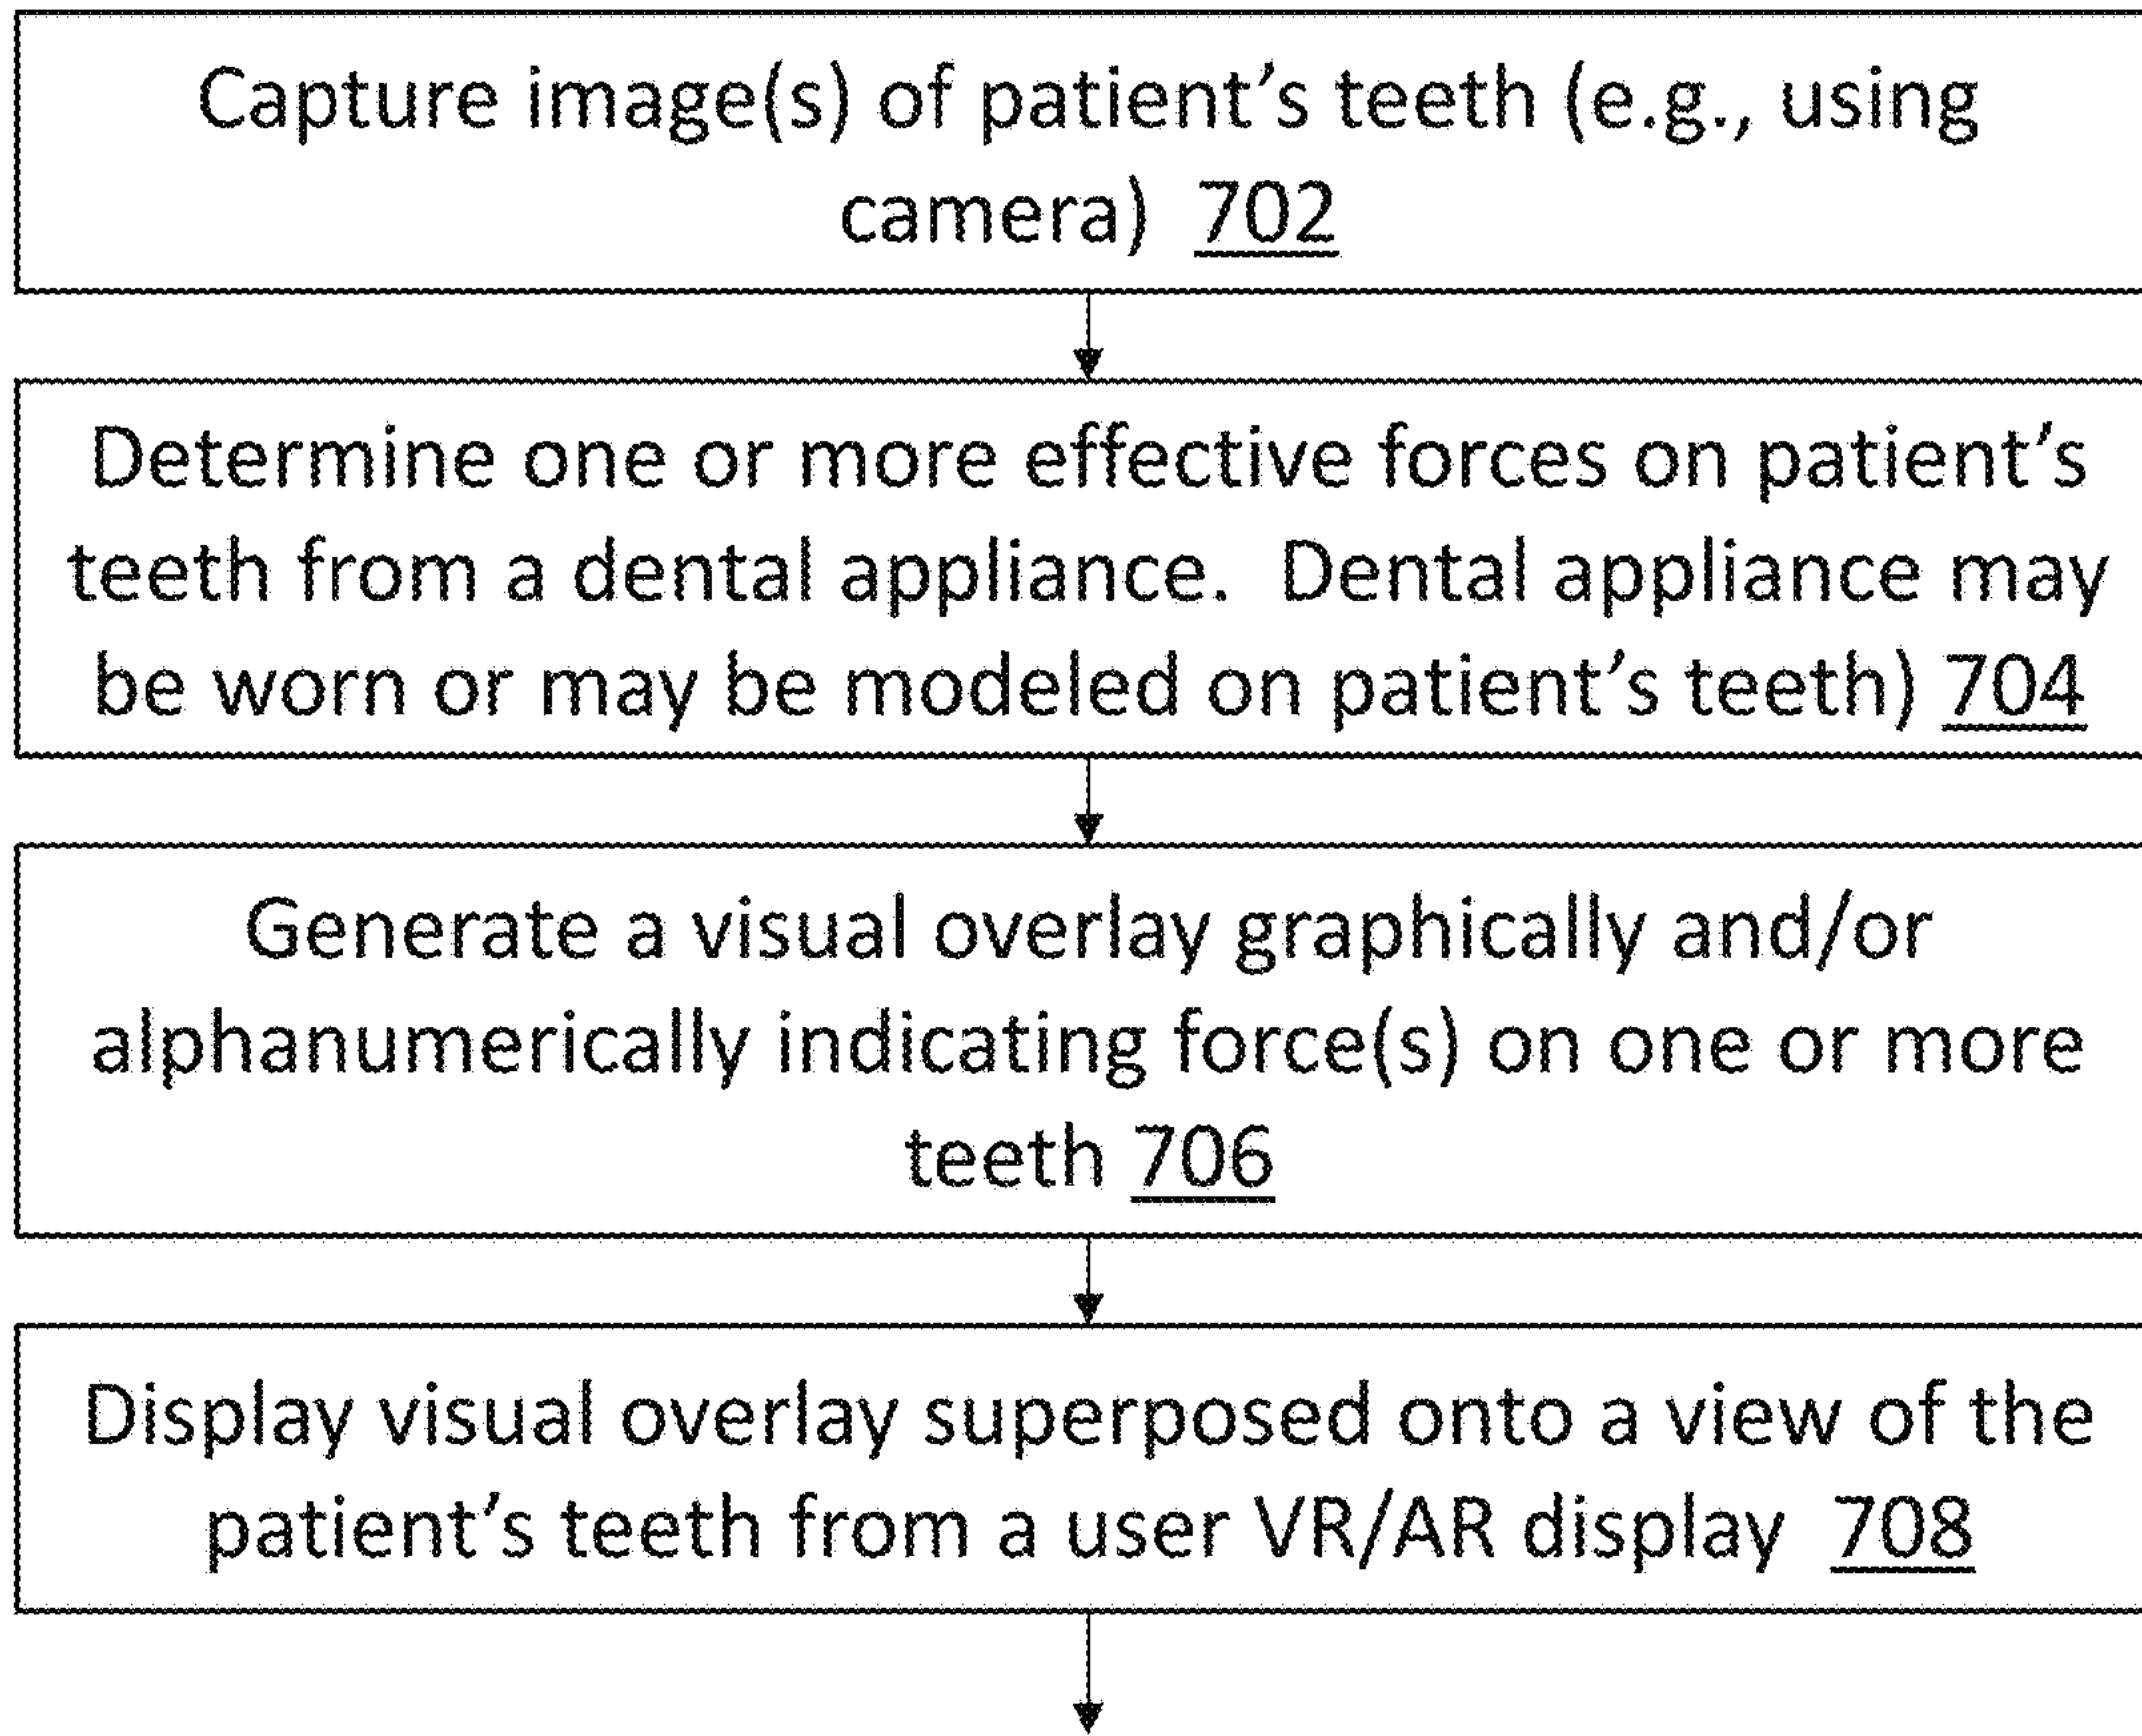 Capture image(s) of patient’s teeth (e.g., using
camera) 702
Determine one or more effective forces on patient’s
teeth from a dental appliance. Dental appliance may
be worn or may be modeled on patient’s teeth) 704
Generate a visual overlay graphically and/or
alphanumerically indicating force(s) on one or more
teeth 706
Display visual overlay superposed onto a view of the
patient’s teeth from a user VR/AR display 708